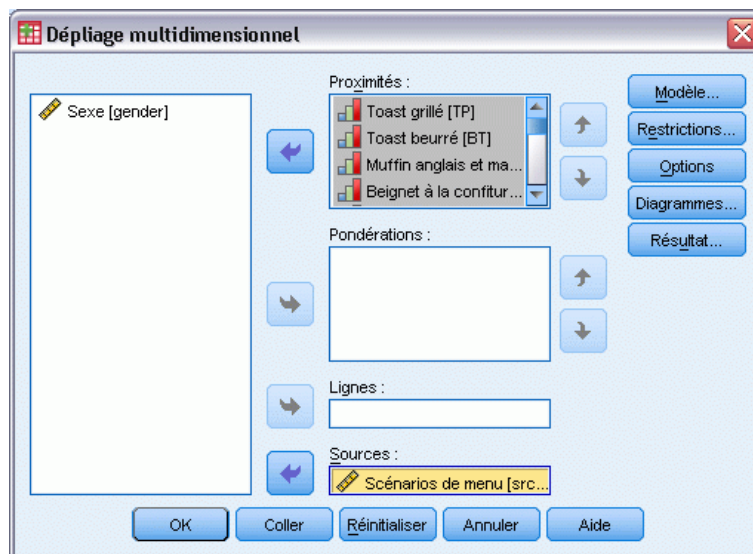 Dépliage multidimensionnel
Sexe [gender]
Proximités :
Toast grillé [TP]
Toast beurré [BT]
Muffin anglais et ma...
Beignet à la confitur...
Pondérations :
Lignes :
Sources :
Scénarios de menu [src...
Modèle...
Restrictions...
Options
Diagrammes...
Résultat...
OK
Coller
Réinitialiser
Annuler
Aide